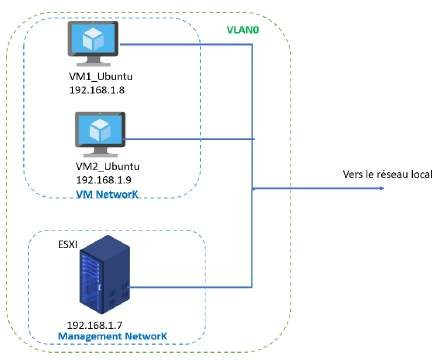 VLAN0
VM1_Ubuntu
192.168.1.8
VM2_Ubuntu
192.168.1.9
VM NetworK
Vers le réseau local
ESXI
192.168.1.7
Management NetworK